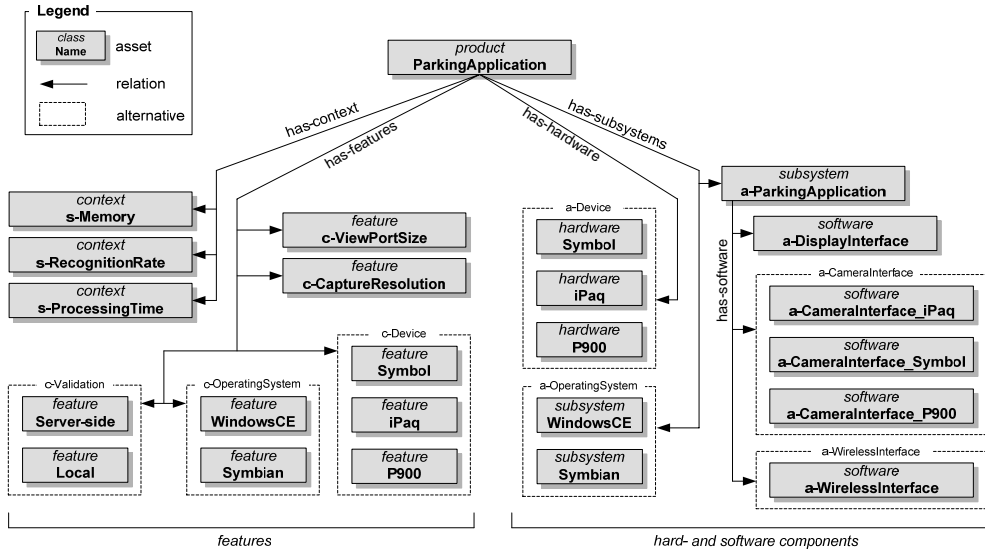 Legend
class
Name
asset
relation
alternative
product
ParkingApplication
has-context
has-features
has-hardware
has-subsystems
context
s-Memory
context
s-RecognitionRate
context
s-ProcessingTime
feature
c-ViewPortSize
feature
c-CaptureResolution
c-Validation
feature
Server-side
feature
Local
c-OperatingSystem
feature
WindowsCE
feature
Symbian
c-Device
feature
Symbol
feature
iPaq
feature
P900
a-Device
hardware
Symbol
hardware
iPaq
hardware
P900
a-OperatingSystem
subsystem
WindowsCE
subsystem
Symbian
subsystem
a-ParkingApplication
has-software
software
a-DisplayInterface
a-CameraInterface
software
a-CameraInterface_iPaq
software
a-CameraInterface_Symbol
software
a-CameraInterface_P900
a-WirelessInterface
software
a-WirelessInterface
features
hard- and software components